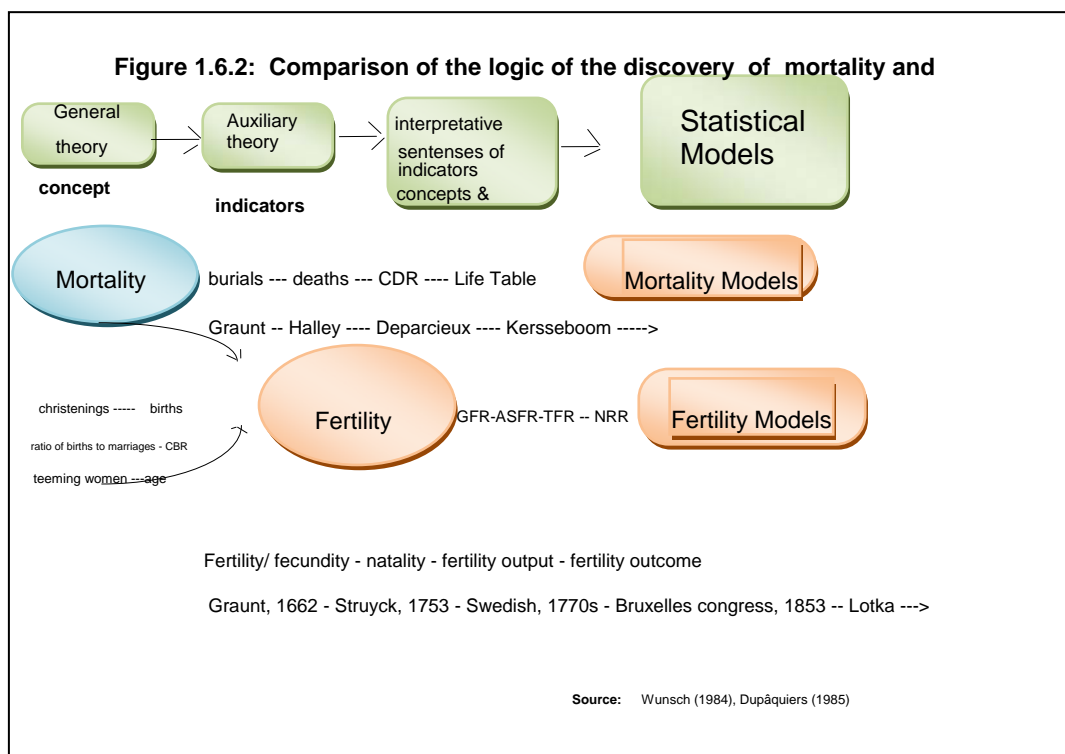 Figure 1.6.2: Comparison of the logic of the discovery of mortality and
General
theory
Auxiliary
theory
interpretative
sentenses of
indicators
concepts &
Statistical
Models
concept
indicators
Mortality
burials --- deaths --- CDR ---- Life Table
Mortality Models
Graunt -- Halley ---- Deparcieux ---- Kersseboom ----->
christenings ----- births
ratio of births to marriages - CBR
teeming women ---age
Fertility
GFR-ASFR-TFR -- NRR
Fertility Models
Fertility/ fecundity - natality - fertility output - fertility outcome
Graunt, 1662 - Struyck, 1753 - Swedish, 1770s - Bruxelles congress, 1853 -- Lotka --->
Source: Wunsch (1984), Dupâquiers (1985)